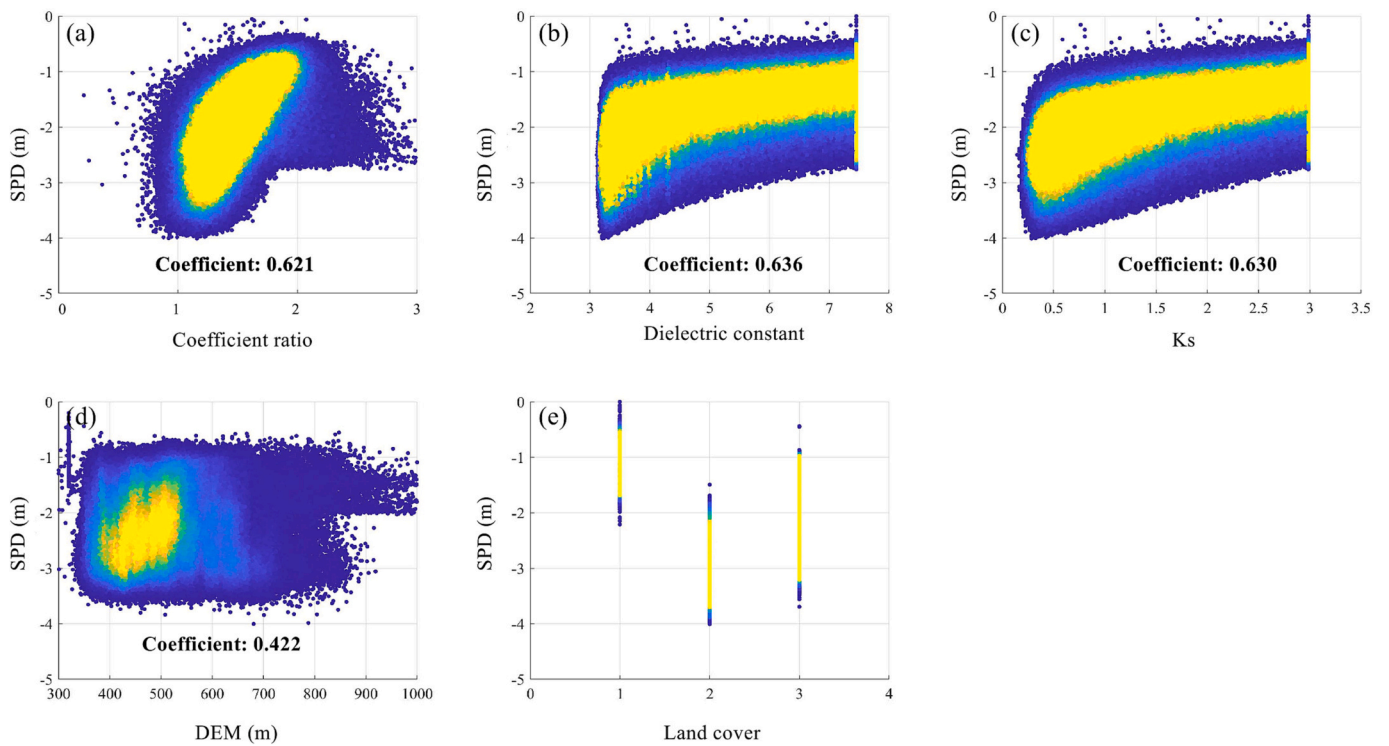 (a)
0
-1
-2
-3
-4
-5
SPD (m)
Coefficient: 0.621
0 1 2 3
Coefficient ratio
(b)
0
-1
-2
-3
-4
-5
SPD (m)
Coefficient: 0.636
2 3 4 5 6 7 8
Dielectric constant
(c)
0
-1
-2
-3
-4
-5
SPD (m)
Coefficient: 0.630
0 0.5 1 1.5 2 2.5 3 3.5
Ks
(d)
0
-1
-2
-3
-4
-5
SPD (m)
Coefficient: 0.422
300 400 500 600 700 800 900 1000
DEM (m)
(e)
0
-1
-2
-3
-4
-5
SPD (m)
0 1 2 3 4
Land cover